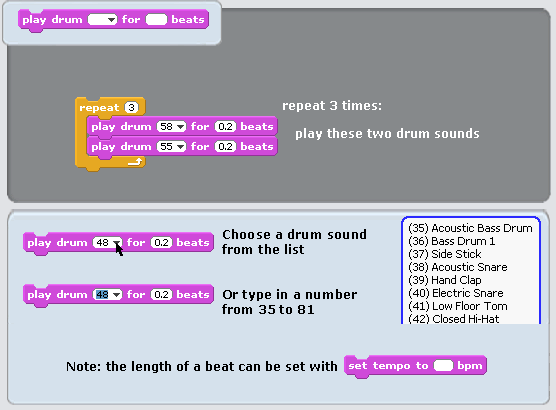 play drum for beats
repeat 3
play drum 58 for 0.2 beats
play drum 55 for 0.2 beats
repeat 3 times:
play these two drum sounds
play drum 48 for 0.2 beats
Choose a drum sound
from the list
play drum 48 for 0.2 beats
Or type in a number
from 35 to 81
(35) Acoustic Bass Drum
(36) Bass Drum 1
(37) Side Stick
(38) Acoustic Snare
(39) Hand Clap
(40) Electric Snare
(41) Low Floor Tom
(42) Closed Hi-Hat
Note: the length of a beat can be set with set tempo to bpm